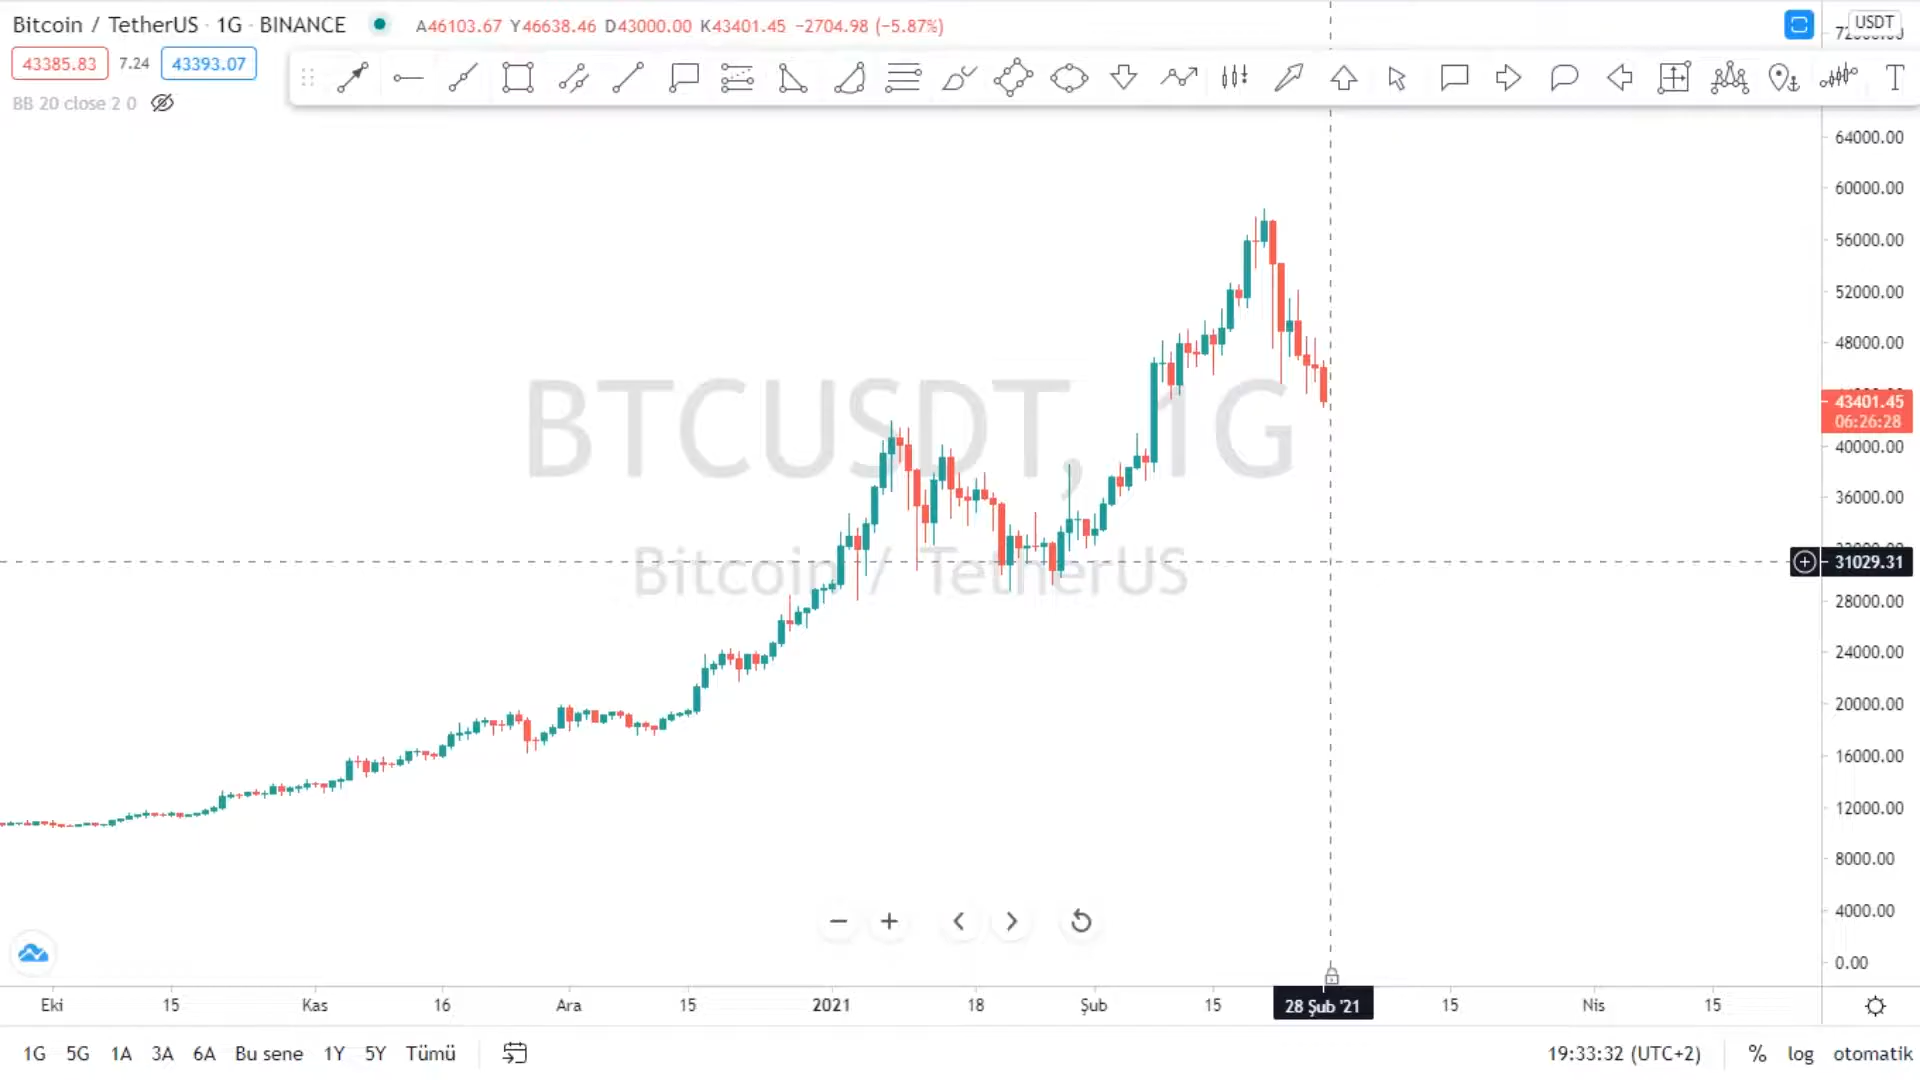 Bitcoin / TetherUS · 1G · BINANCE A46103.67 Y46638.46 D43000.00 K43401.45 −2704.98 (−5.87%)
USDT
43385.83 7.24 43393.07
BB 20 close 2 0
T
64000.00
60000.00
56000.00
52000.00
48000.00
BTCUSDT, 1G
43401.45
06:26:28
40000.00
36000.00
Bitcoin / TetherUS
31029.31
28000.00
24000.00
20000.00
16000.00
12000.00
8000.00
4000.00
0.00
Eki 15 Kas 16 Ara 15 2021 18 Şub 15 28 Şub '21 15 Nis 15
1G 5G 1A 3A 6A Bu sene 1Y 5Y Tümü 19:33:32 (UTC+2) % log otomatik